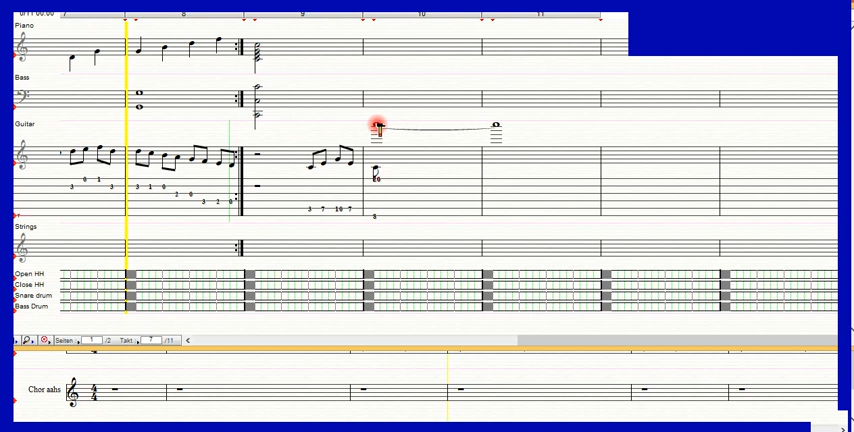 0/11 00:00 7 8 9 10 11
Piano
Bass
Guitar
0 1
3 3 3 1 0
2 0
3 2 0
3 7 10 7
8
Strings
Open HH
Close HH
Snare drum
Bass Drum
Seiten : 1 /2 Takt : 7 /11
Chor aahs
4
4